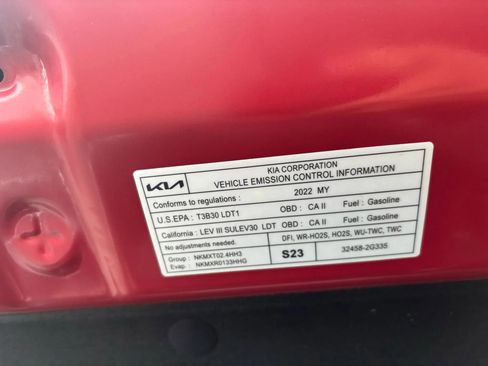 KIA CORPORATION
KIA VEHICLE EMISSION CONTROL INFORMATION
Conforms to regulations : 2022 MY
U.S.EPA : T3B30 LDT1 OBD : CA II Fuel : Gasoline
California : LEV III SULEV30 LDT OBD : CA II Fuel : Gasoline
No adjustments needed. DFI, WR-HO2S, HO2S, WU-TWC, TWC
Group : NKMXT02.4HH3
Evap : NKMXR0133HHG
S23 32458-2G335